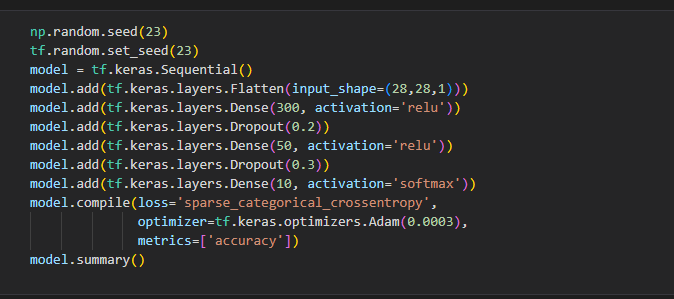 np.random.seed(23)
tf.random.set_seed(23)
model = tf.keras.Sequential()
model.add(tf.keras.layers.Flatten(input_shape=(28,28,1)))
model.add(tf.keras.layers.Dense(300, activation='relu'))
model.add(tf.keras.layers.Dropout(0.2))
model.add(tf.keras.layers.Dense(50, activation='relu'))
model.add(tf.keras.layers.Dropout(0.3))
model.add(tf.keras.layers.Dense(10, activation='softmax'))
model.compile(loss='sparse_categorical_crossentropy',
              optimizer=tf.keras.optimizers.Adam(0.0003),
              metrics=['accuracy'])
model.summary()